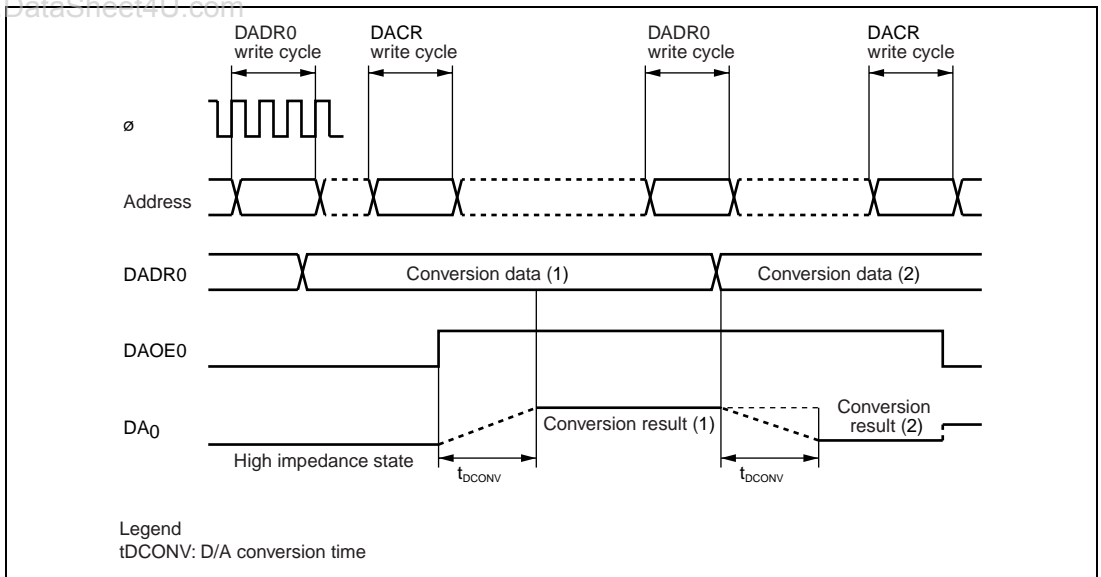 DataSheet4U.com
DADR0
write cycle
DACR
write cycle
DADR0
write cycle
DACR
write cycle
ø
Address
DADR0
Conversion data (1)
Conversion data (2)
DAOE0
DA0
Conversion result (1)
Conversion
result (2)
High impedance state
tDCONV
tDCONV
Legend
tDCONV: D/A conversion time